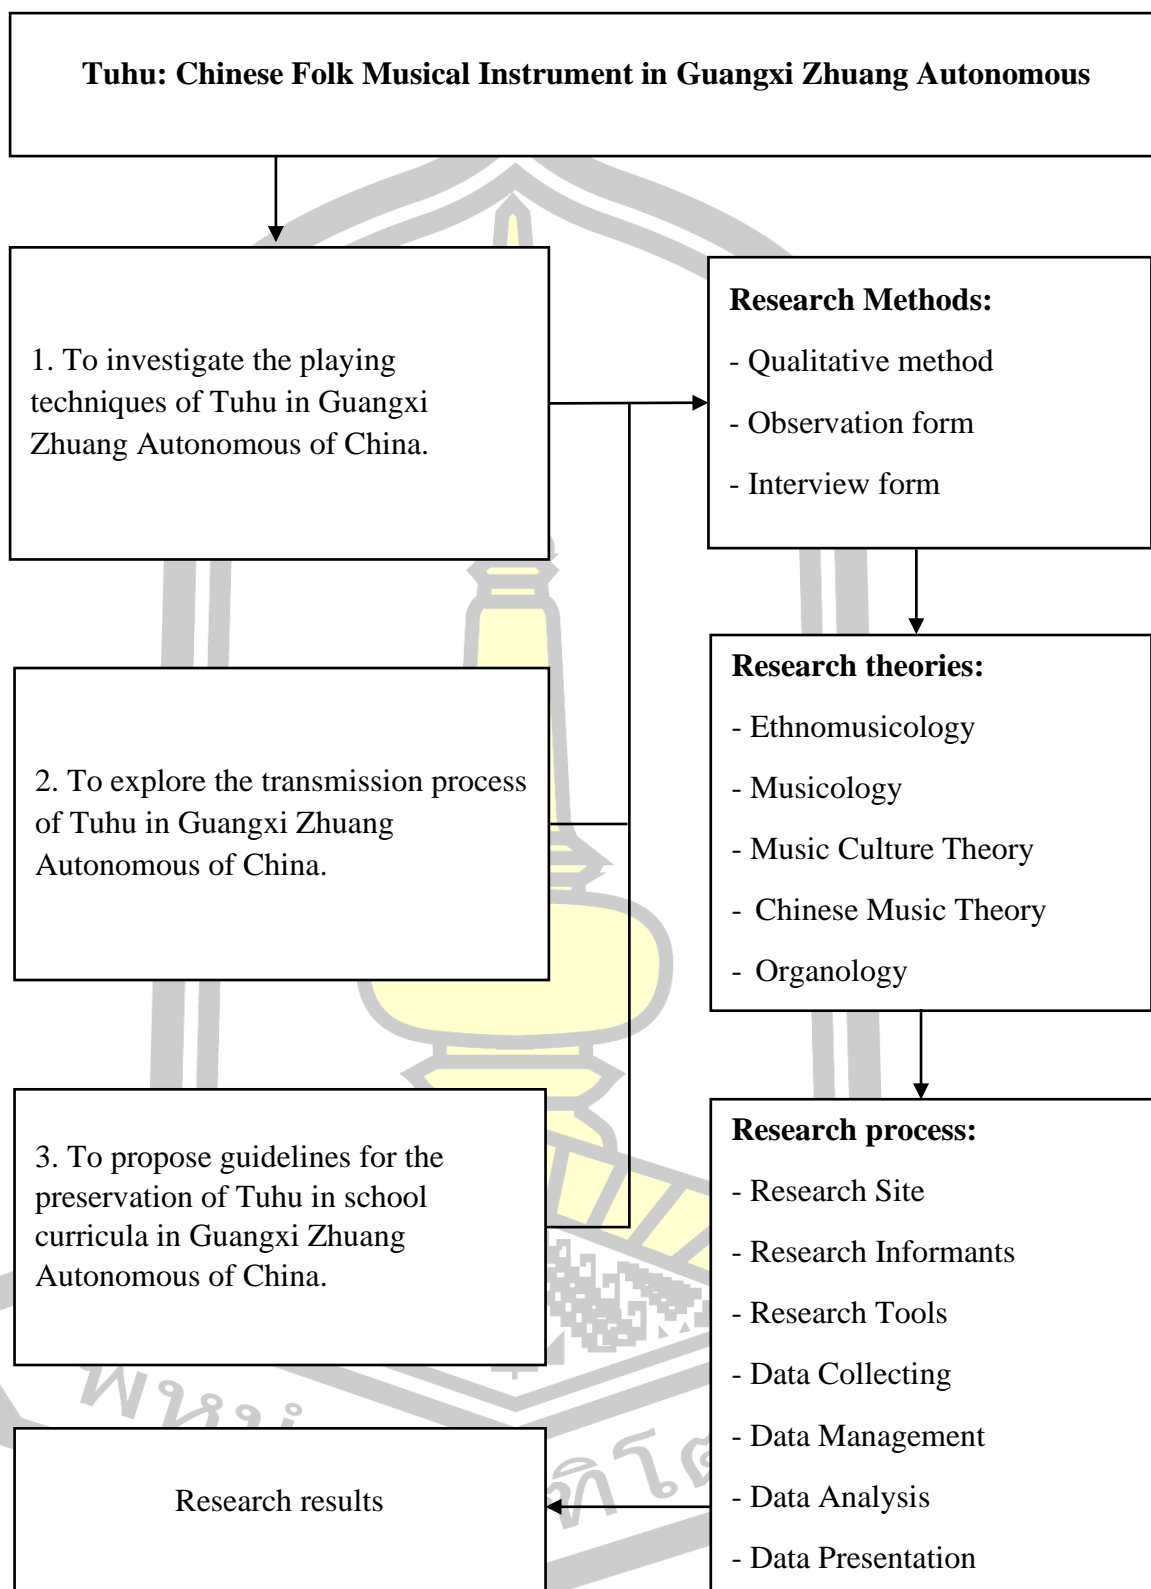 Tuhu: Chinese Folk Musical Instrument in Guangxi Zhuang Autonomous
1. To investigate the playing
techniques of Tuhu in Guangxi
Zhuang Autonomous of China.
Research Methods:
- Qualitative method
- Observation form
- Interview form
2. To explore the transmission process
of Tuhu in Guangxi Zhuang
Autonomous of China.
Research theories:
- Ethnomusicology
- Musicology
- Music Culture Theory
- Chinese Music Theory
- Organology
3. To propose guidelines for the
preservation of Tuhu in school
curricula in Guangxi Zhuang
Autonomous of China.
Research process:
- Research Site
- Research Informants
- Research Tools
- Data Collecting
- Data Management
- Data Analysis
- Data Presentation
Research results